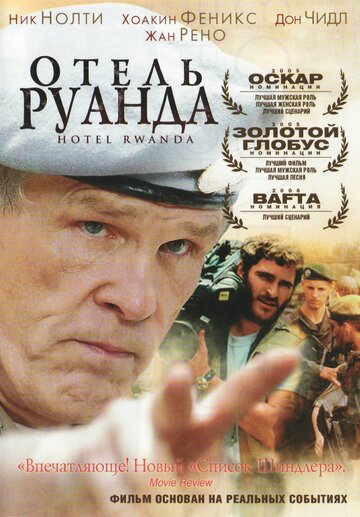 НИК НОЛТИ ХОАКИН ФЕНИКС ДОН ЧИДЛ
ЖАН РЕНО
ОТЕЛЬ
РУАНДА
HOTEL RWANDA
2005
ОСКАР
НОМИНАЦИИ
ЛУЧШАЯ МУЖСКАЯ РОЛЬ
ЛУЧШАЯ ЖЕНСКАЯ РОЛЬ
ЛУЧШИЙ СЦЕНАРИЙ
2005
ЗОЛОТОЙ
ГЛОБУС
НОМИНАЦИИ
ЛУЧШИЙ ФИЛЬМ
ЛУЧШАЯ МУЖСКАЯ РОЛЬ
ЛУЧШАЯ ПЕСНЯ
2006
BAFTA
НОМИНАЦИЯ
ЛУЧШИЙ СЦЕНАРИЙ
«Впечатляюще! Новый «Список Шиндлера».
Movie Review
ФИЛЬМ ОСНОВАН НА РЕАЛЬНЫХ СОБЫТИЯХ